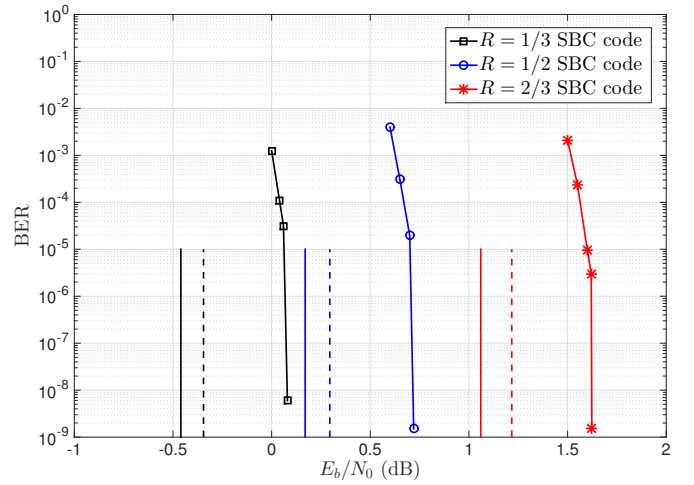 10^0
10^-1
10^-2
10^-3
10^-4
10^-5
10^-6
10^-7
10^-8
10^-9
BER
R = 1/3 SBC code
R = 1/2 SBC code
R = 2/3 SBC code
-1 -0.5 0 0.5 1 1.5 2
E_b/N_0 (dB)